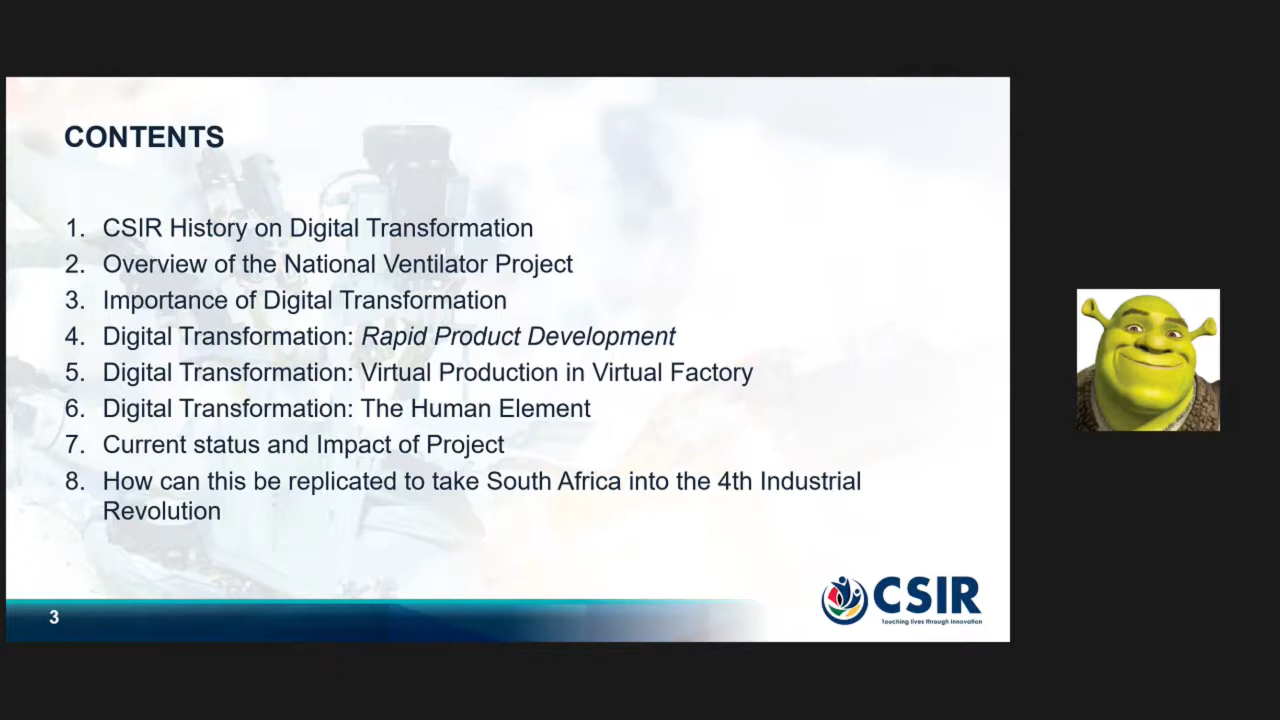 CONTENTS
1. CSIR History on Digital Transformation
2. Overview of the National Ventilator Project
3. Importance of Digital Transformation
4. Digital Transformation: Rapid Product Development
5. Digital Transformation: Virtual Production in Virtual Factory
6. Digital Transformation: The Human Element
7. Current status and Impact of Project
8. How can this be replicated to take South Africa into the 4th Industrial
Revolution
3
CSIR
Touching lives through innovation